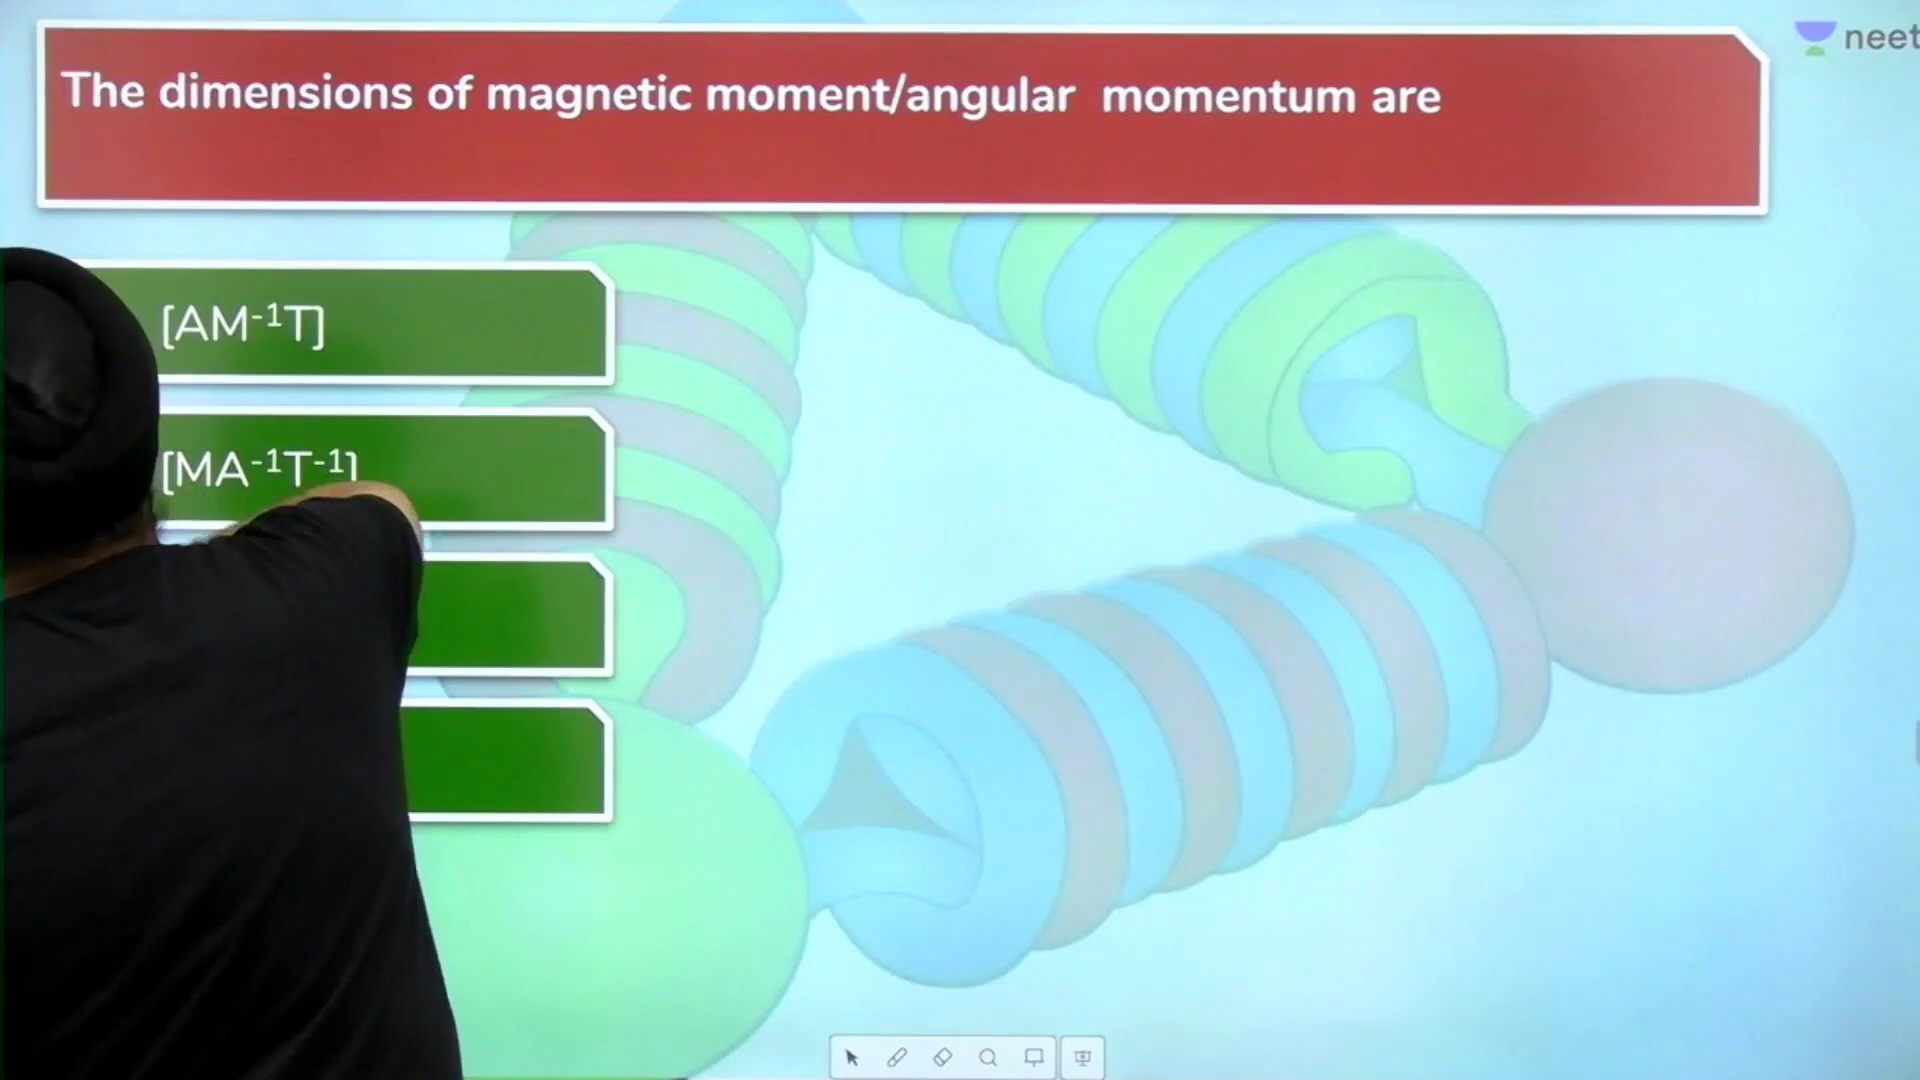 neet
The dimensions of magnetic moment/angular momentum are
[AM⁻¹T]
[MA⁻¹T⁻¹]